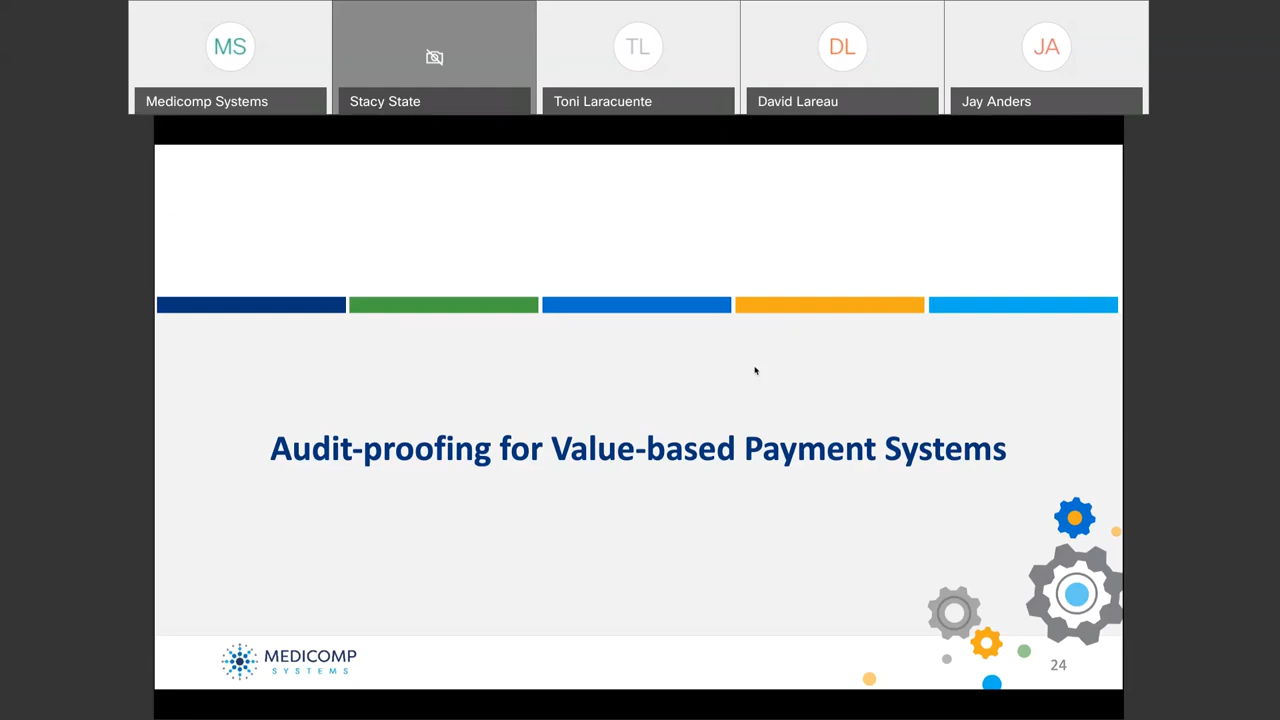 MS
TL
DL
JA
Medicomp Systems
Stacy State
Toni Laracuente
David Lareau
Jay Anders
Audit-proofing for Value-based Payment Systems
MEDICOMP
SYSTEMS
24